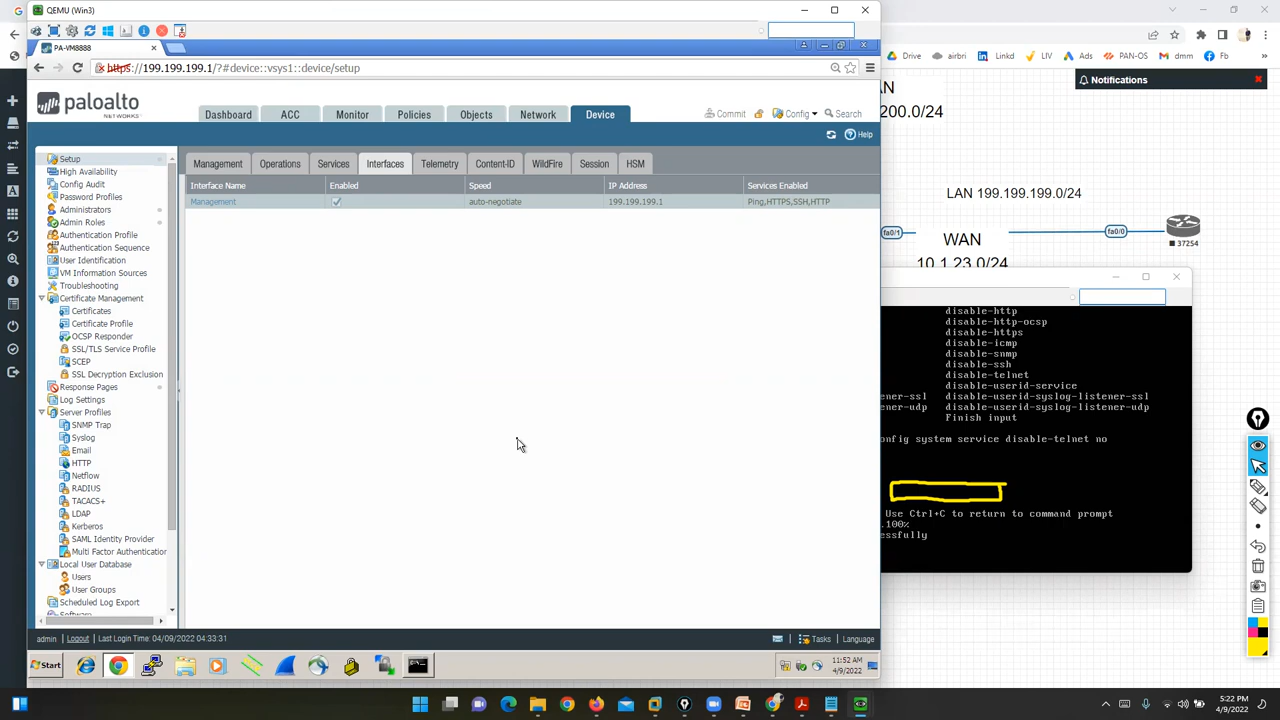 QEMU (Win3)
PA-VM8888
https://199.199.199.1/?#device::vsys1::device/setup
Drive airbri Linkd LIV Ads PAN-OS dmm Fb
Notifications
paloalto
NETWORKS
Dashboard ACC Monitor Policies Objects Network Device
Commit Config Search
Help
Management Operations Services Interfaces Telemetry Content-ID WildFire Session HSM
Interface Name Enabled Speed IP Address Services Enabled
Management auto-negotiate 199.199.199.1 Ping,HTTPS,SSH,HTTP
Setup
High Availability
Config Audit
Password Profiles
Administrators
Admin Roles
Authentication Profile
Authentication Sequence
User Identification
VM Information Sources
Troubleshooting
Certificate Management
Certificates
Certificate Profile
OCSP Responder
SSL/TLS Service Profile
SCEP
SSL Decryption Exclusion
Response Pages
Log Settings
Server Profiles
SNMP Trap
Syslog
Email
HTTP
Netflow
RADIUS
TACACS+
LDAP
Kerberos
SAML Identity Provider
Multi Factor Authentication
Local User Database
Users
User Groups
Scheduled Log Export
Software
admin Logout Last Login Time: 04/09/2022 04:33:31
Tasks Language
Start
11:52 AM
4/9/2022
AN
200.0/24
LAN 199.199.199.0/24
fa0/1 fa0/0
WAN
10.1.23.0/24
37254
disable-http
disable-http-ocsp
disable-https
disable-icmp
disable-snmp
disable-ssh
disable-telnet
disable-userid-service
ener-ssl disable-userid-syslog-listener-ssl
ener-udp disable-userid-syslog-listener-udp
Finish input
onfig system service disable-telnet no
Use Ctrl+C to return to command prompt
.100%
essfully
5:22 PM
4/9/2022